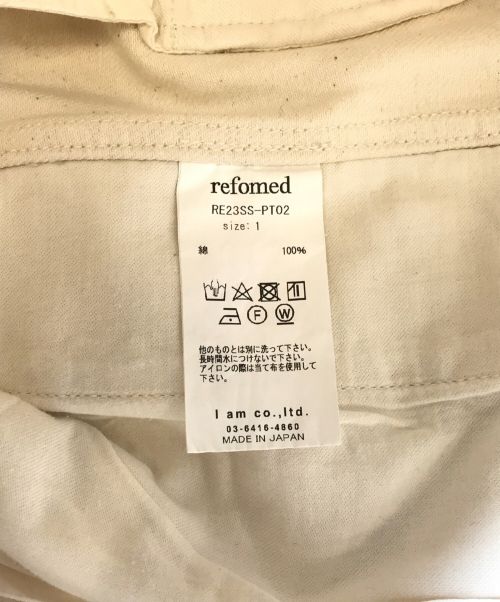 refomed
RE23SS-PT02
size: 1
綿 100%
F
W
他のものとは別に洗って下さい。
長時間水につけないで下さい。
アイロンの際は当て布を使用して
下さい。
I am co.,ltd.
03-6416-4860
MADE IN JAPAN